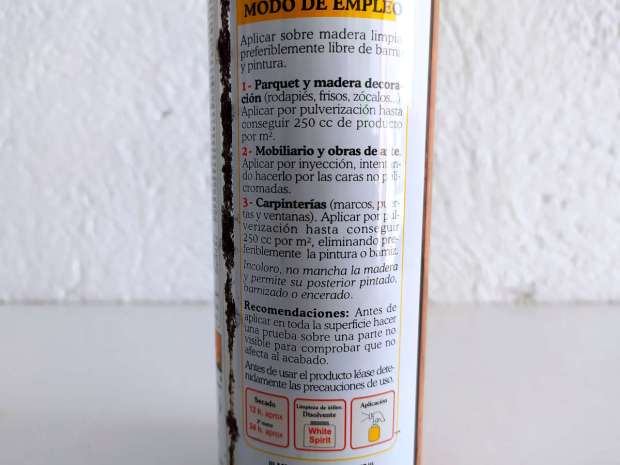 MODO DE EMPLEO
Aplicar sobre madera limpia
preferiblemente libre de barniz
y pintura.
1- Parquet y madera decora-
ción (rodapiés, frisos, zócalos...)
Aplicar por pulverización hasta
conseguir 250 cc de producto
por m².
2- Mobiliario y obras de arte.
Aplicar por inyección, intentan-
do hacerlo por las caras no poli-
cromadas.
3- Carpinterías (marcos, puer-
tas y ventanas). Aplicar por pul-
verización hasta conseguir
250 cc por m², eliminando pre-
feriblemente la pintura o barniz.
Incoloro, no mancha la madera
y permite su posterior pintado,
barnizado o encerado.
Recomendaciones: Antes de
aplicar en toda la superficie hacer
una prueba sobre una parte no
visible para comprobar que no
afecta al acabado.
Antes de usar el producto léase dete-
nidamente las precauciones de uso.
Secado
12 h. aprox
24 h. aprox
Limpieza de útiles
Disolvente
White
Spirit
Aplicación